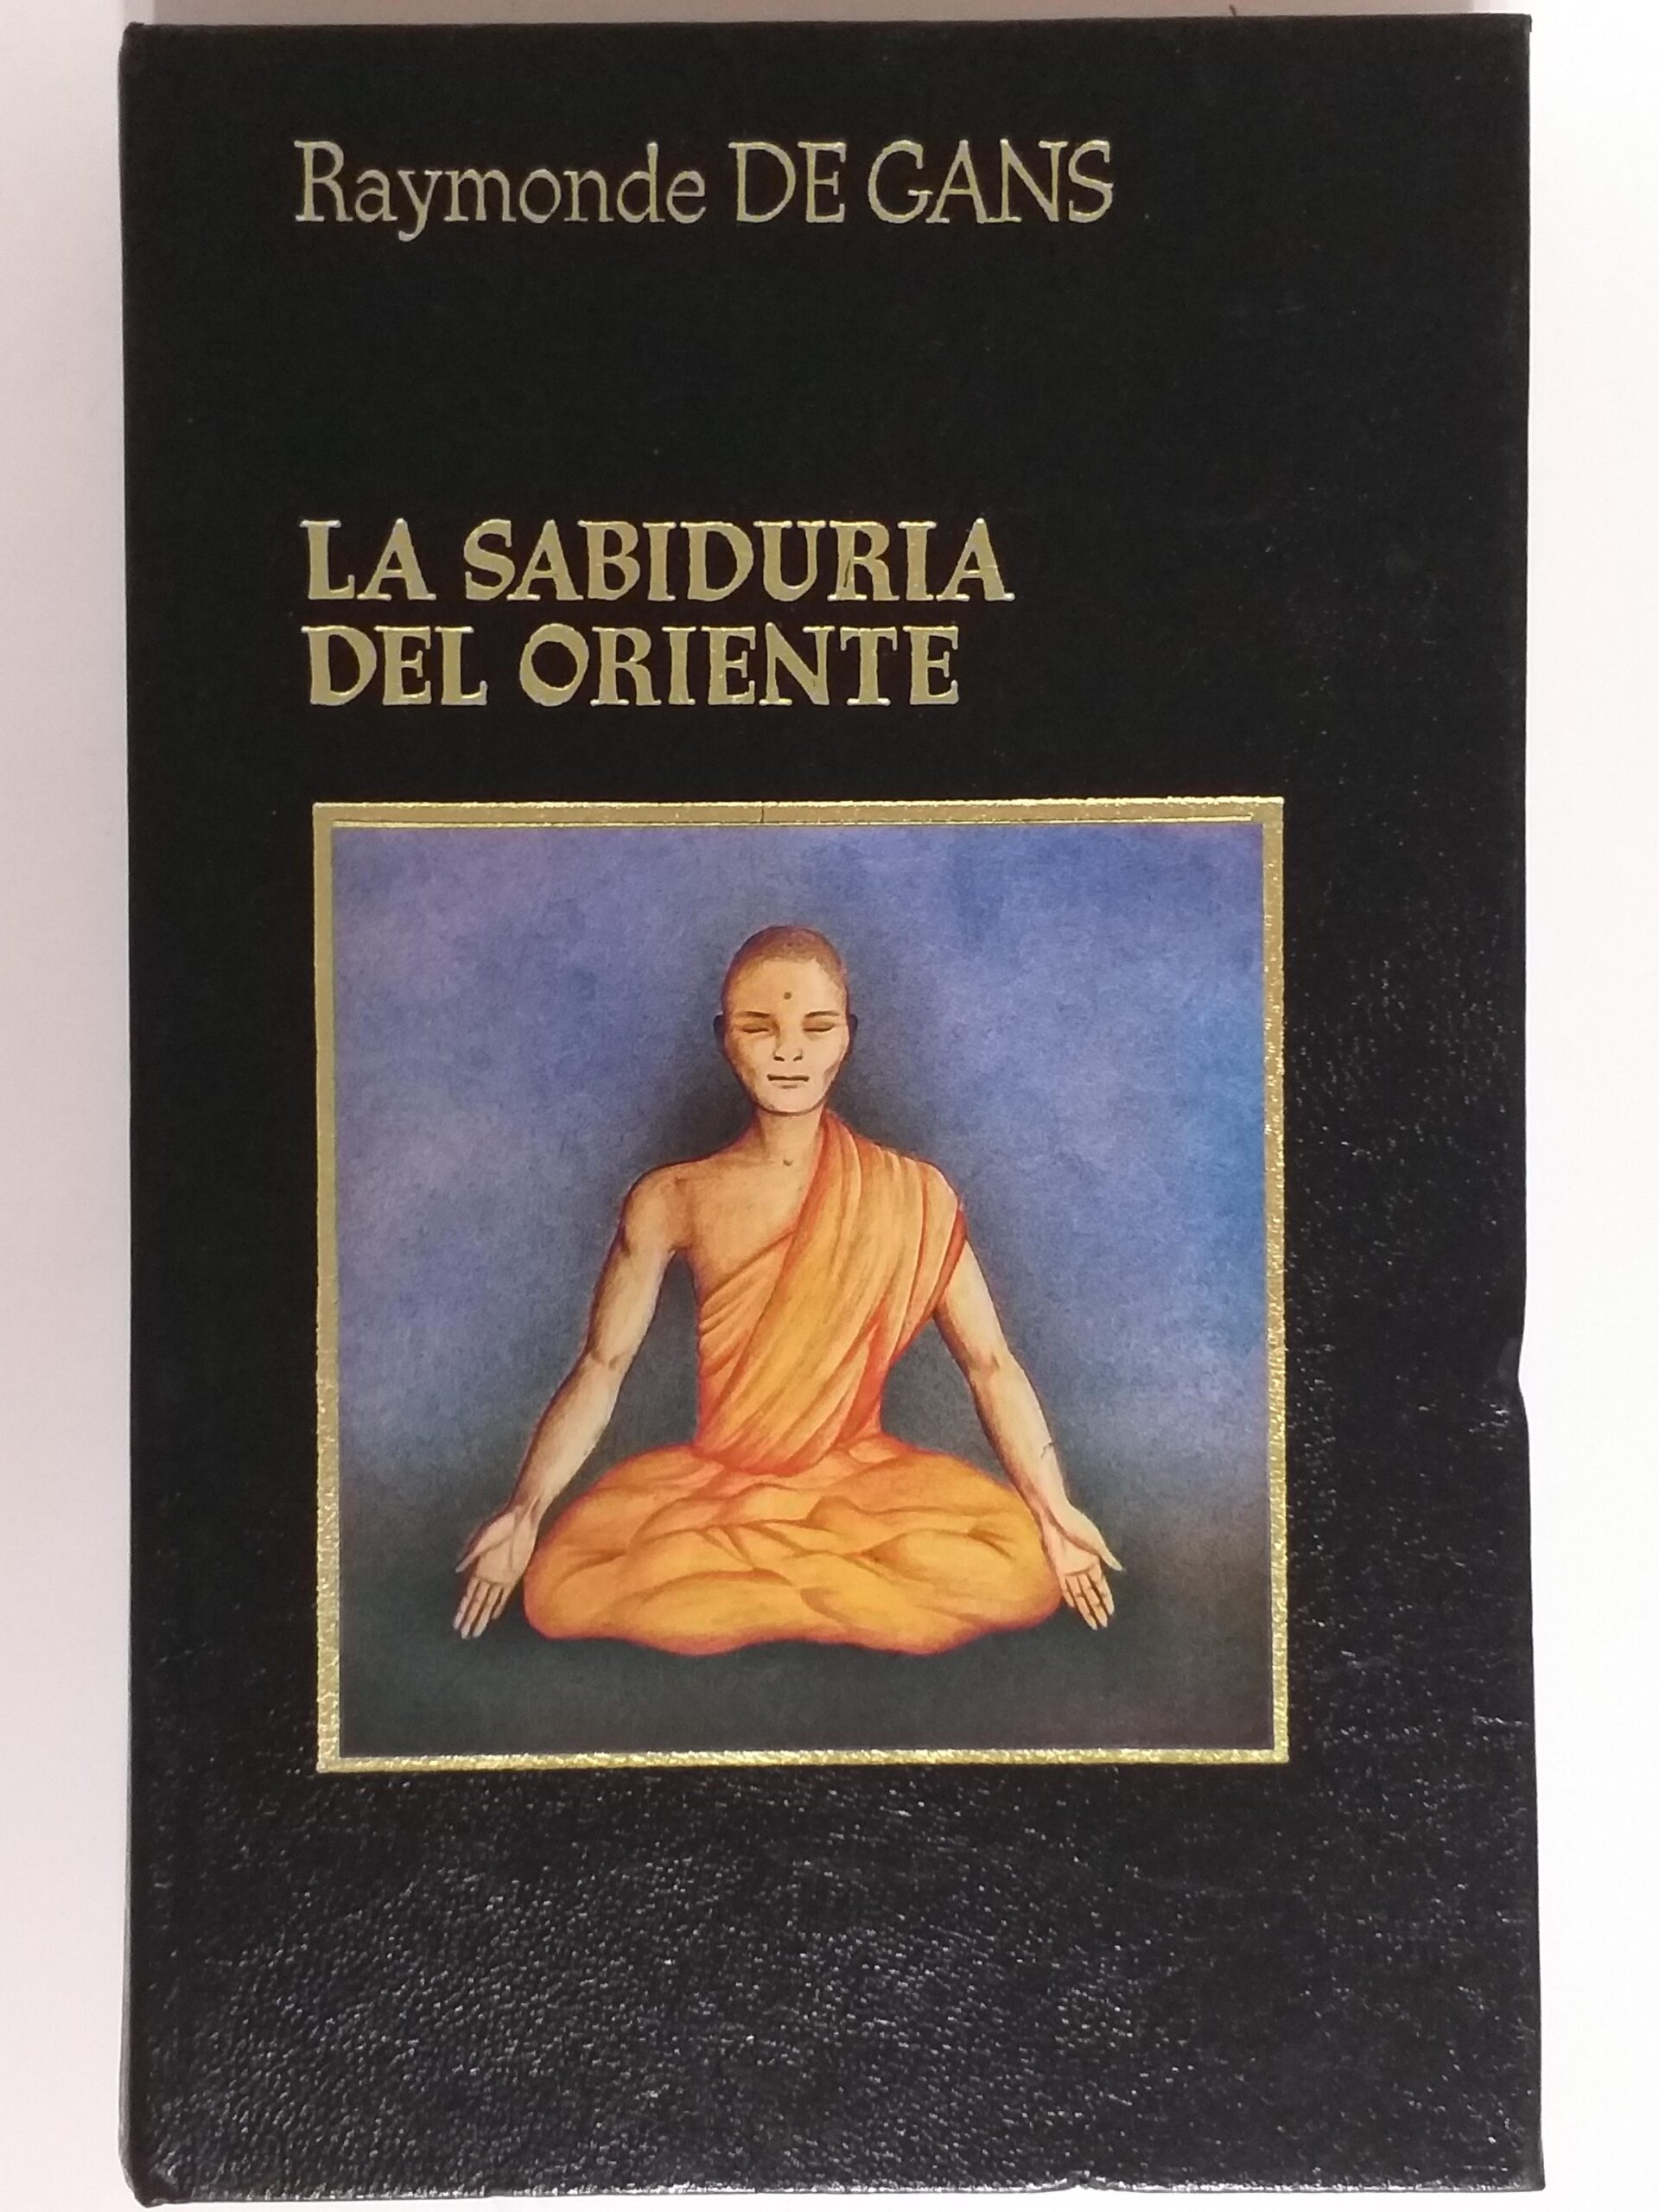 Raymonde DE GANS
LA SABIDURIA
DEL ORIENTE